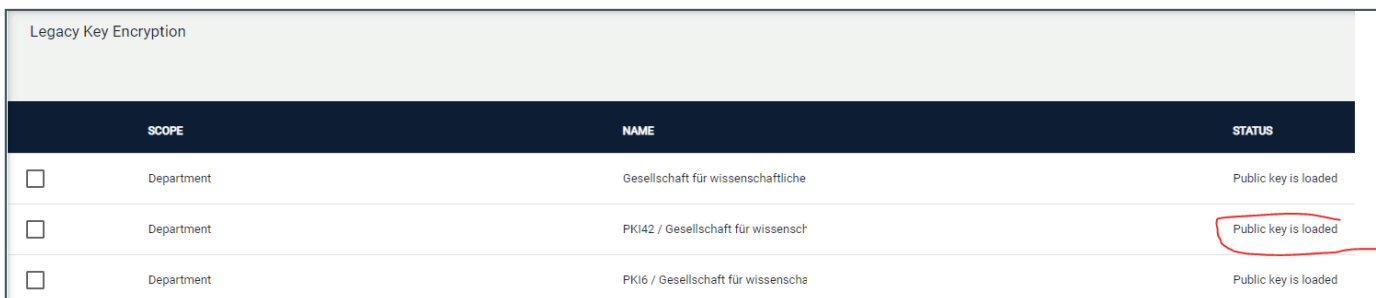 Legacy Key Encryption
SCOPE NAME STATUS
Department Gesellschaft für wissenschaftliche Public key is loaded
Department PKI42 / Gesellschaft für wissensch Public key is loaded
Department PKI6 / Gesellschaft für wissenscha Public key is loaded